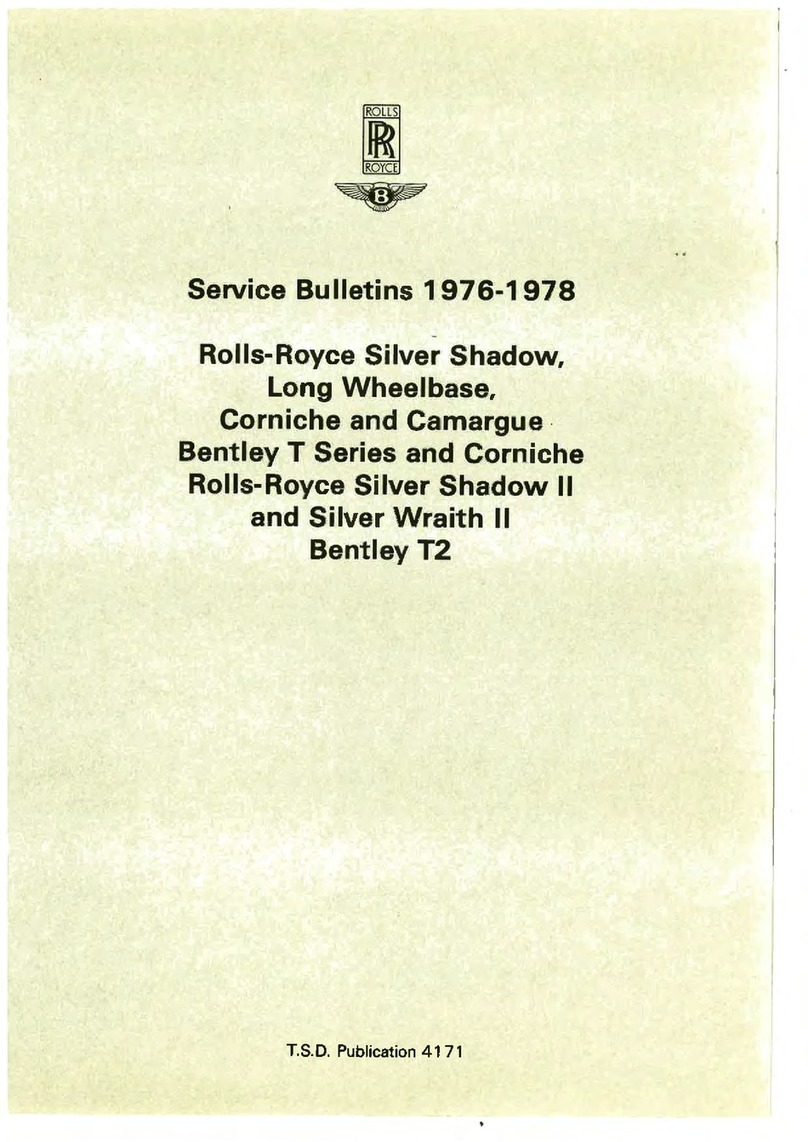 ROLLS
RR
ROYCE
B
Service Bulletins 1976-1978
Rolls-Royce Silver Shadow,
Long Wheelbase,
Corniche and Camargue
Bentley T Series and Corniche
Rolls-Royce Silver Shadow II
and Silver Wraith II
Bentley T2
T.S.D. Publication 4171